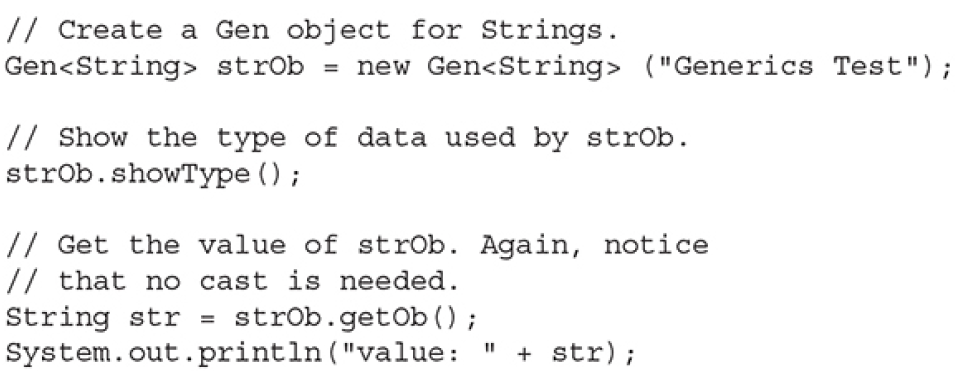 // Create a Gen object for Strings.
Gen<String> strOb = new Gen<String> ("Generics Test");
// Show the type of data used by strOb.
strOb.showType();
// Get the value of strOb. Again, notice
// that no cast is needed.
String str = strOb.getOb();
System.out.println("value: " + str);